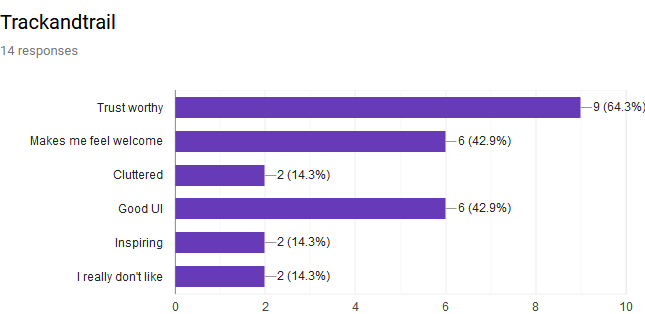 Trackandtrail
14 responses
Trust worthy 9 (64.3%)
Makes me feel welcome 6 (42.9%)
Cluttered 2 (14.3%)
Good UI 6 (42.9%)
Inspiring 2 (14.3%)
I really don't like 2 (14.3%)
0 2 4 6 8 10